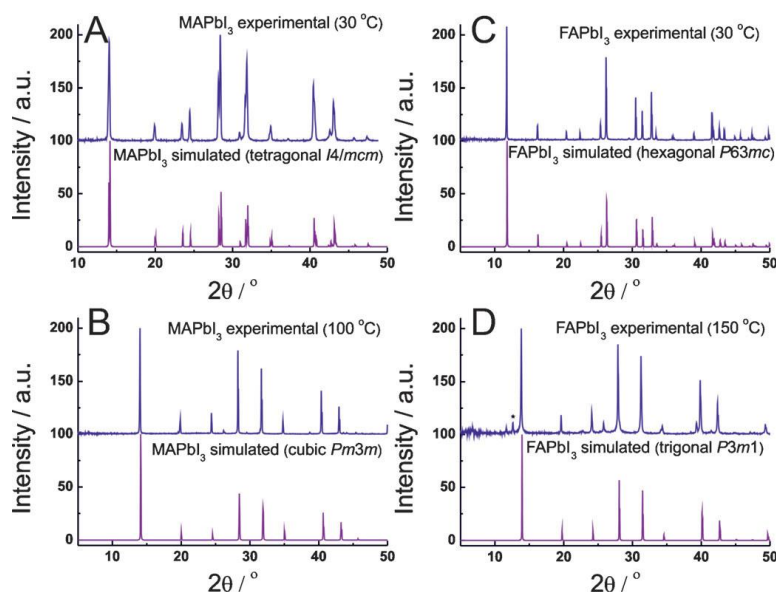 A
MAPbI3 experimental (30 °C)
200
150
100
MAPbI3 simulated (tetragonal I4/mcm)
50
0
10 20 30 40 50
Intensity / a.u.
2θ / °
C
FAPbI3 experimental (30 °C)
200
150
100
FAPbI3 simulated (hexagonal P63mc)
50
0
10 20 30 40 50
Intensity / a.u.
2θ / °
B
MAPbI3 experimental (100 °C)
200
150
100
MAPbI3 simulated (cubic Pm3m)
50
0
10 20 30 40 50
Intensity / a.u.
2θ / °
D
FAPbI3 experimental (150 °C)
200
150
*
100
FAPbI3 simulated (trigonal P3m1)
50
0
10 20 30 40 50
Intensity / a.u.
2θ / °